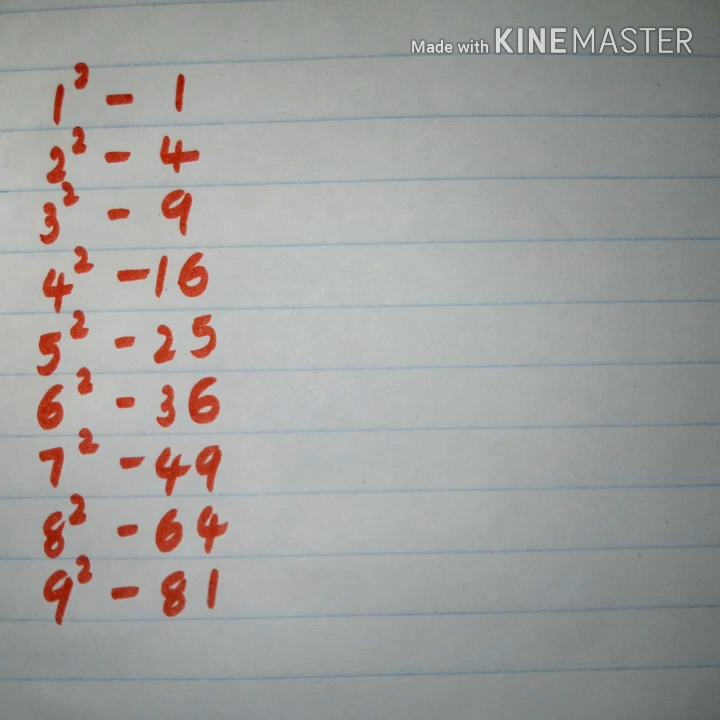 Made with KINEMASTER
1² - 1
2² - 4
3² - 9
4² - 16
5² - 25
6² - 36
7² - 49
8² - 64
9² - 81